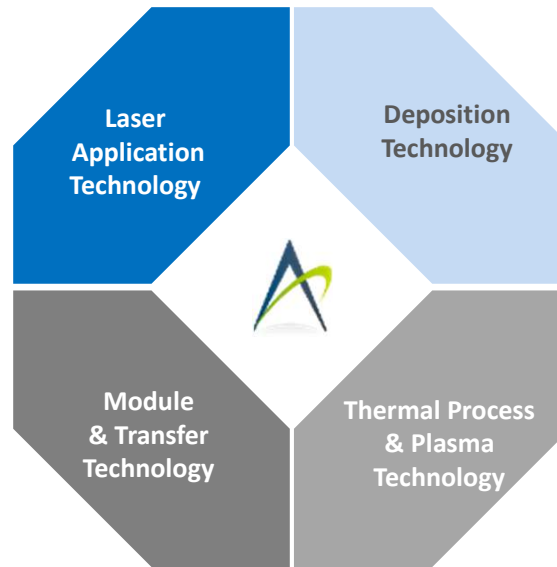 Laser
Application
Technology
Deposition
Technology
Module
& Transfer
Technology
Thermal Process
& Plasma
Technology